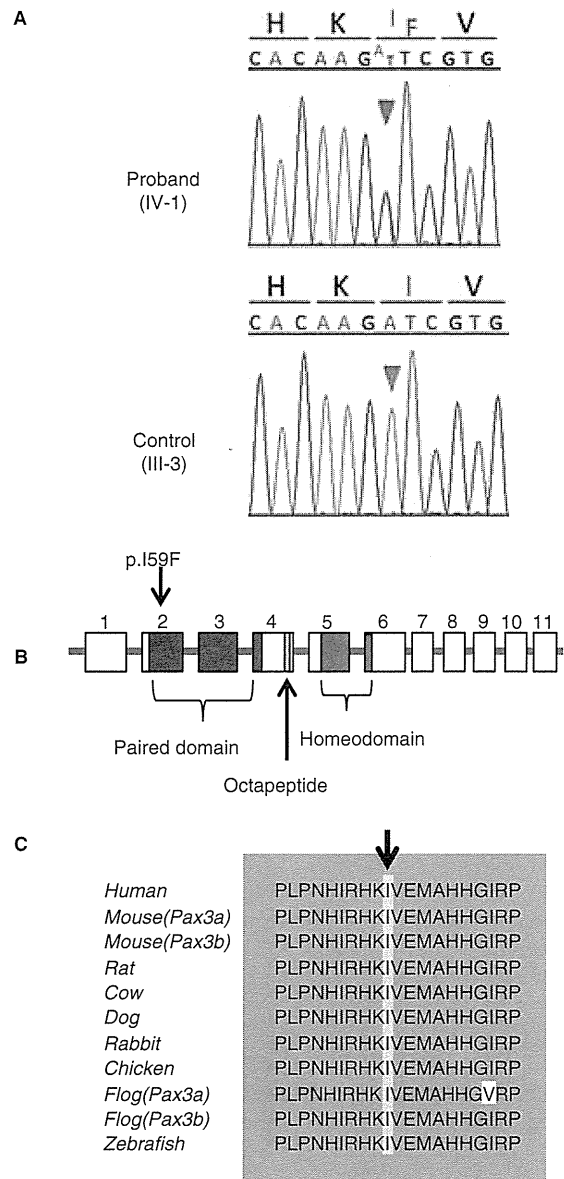 A
H K I F V
C A C A A G A T T C G T G
Proband
(IV-1)
H K I V
C A C A A G A T C G T G
Control
(III-3)
p.I59F
1 2 3 4 5 6 7 8 9 10 11
B
Paired domain
Homeodomain
Octapeptide
C
Human PLPNHIRHKIVEMAHHGIRP
Mouse(Pax3a) PLPNHIRHKIVEMAHHGIRP
Mouse(Pax3b) PLPNHIRHKIVEMAHHGIRP
Rat PLPNHIRHKIVEMAHHGIRP
Cow PLPNHIRHKIVEMAHHGIRP
Dog PLPNHIRHKIVEMAHHGIRP
Rabbit PLPNHIRHKIVEMAHHGIRP
Chicken PLPNHIRHKIVEMAHHGIRP
Flog(Pax3a) PLPNHIRHKIVEMAHHGVRP
Flog(Pax3b) PLPNHIRHKIVEMAHHGIRP
Zebrafish PLPNHIRHKIVEMAHHGIRP